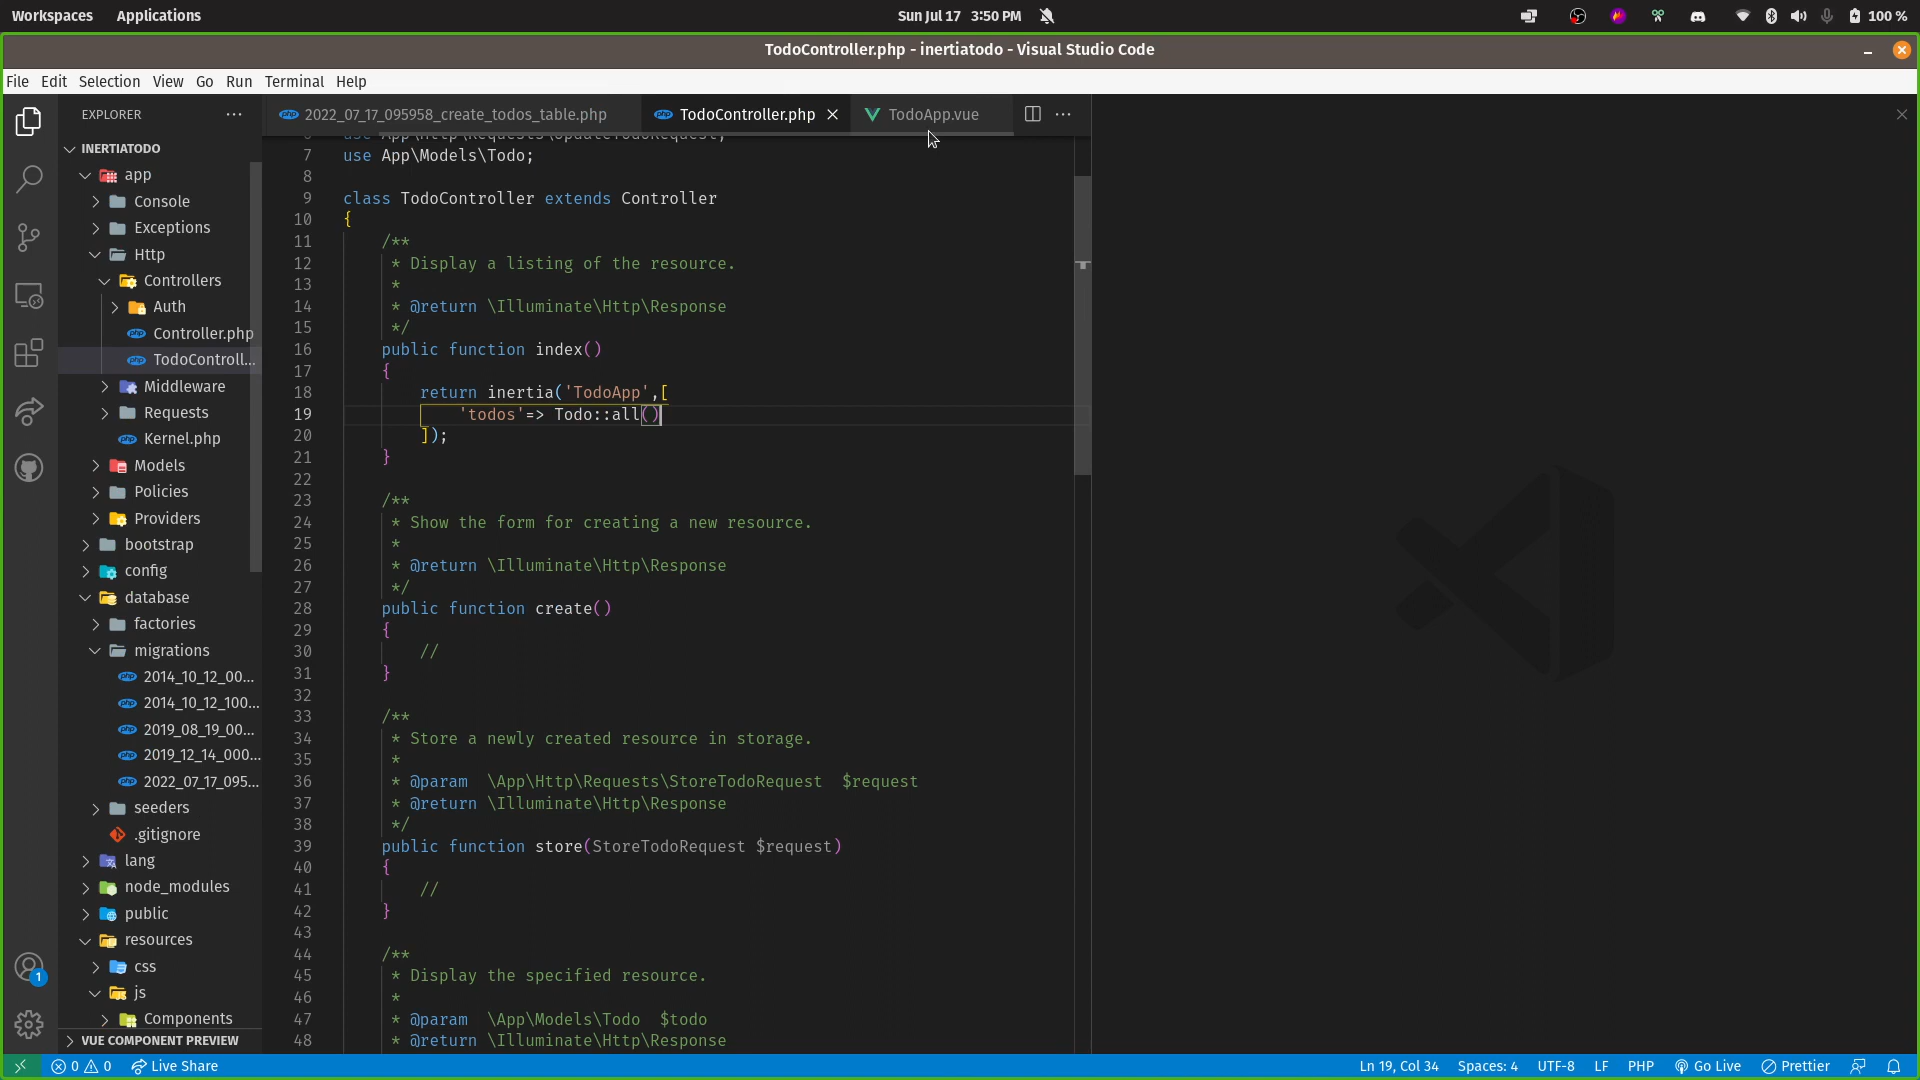 Workspaces Applications Sun Jul 17 3:50 PM 100 %
TodoController.php - inertiatodo - Visual Studio Code
File Edit Selection View Go Run Terminal Help
EXPLORER
INERTIATODO
app
Console
Exceptions
Http
Controllers
Auth
Controller.php
TodoControll...
Middleware
Requests
Kernel.php
Models
Policies
Providers
bootstrap
config
database
factories
migrations
2014_10_12_00...
2014_10_12_100...
2019_08_19_00...
2019_12_14_000...
2022_07_17_095...
seeders
.gitignore
lang
node_modules
public
resources
css
js
Components
VUE COMPONENT PREVIEW
1
2022_07_17_095958_create_todos_table.php TodoController.php TodoApp.vue
6 use App\Http\Requests\UpdateTodoRequest;
7 use App\Models\Todo;
8
9 class TodoController extends Controller
10 {
11 /**
12 * Display a listing of the resource.
13 *
14 * @return \Illuminate\Http\Response
15 */
16 public function index()
17 {
18 return inertia('TodoApp',[
19 'todos'=> Todo::all()
20 ]);
21 }
22
23 /**
24 * Show the form for creating a new resource.
25 *
26 * @return \Illuminate\Http\Response
27 */
28 public function create()
29 {
30 //
31 }
32
33 /**
34 * Store a newly created resource in storage.
35 *
36 * @param  \App\Http\Requests\StoreTodoRequest  $request
37 * @return \Illuminate\Http\Response
38 */
39 public function store(StoreTodoRequest $request)
40 {
41 //
42 }
43
44 /**
45 * Display the specified resource.
46 *
47 * @param  \App\Models\Todo  $todo
48 * @return \Illuminate\Http\Response
0 0 Live Share Ln 19, Col 34 Spaces: 4 UTF-8 LF PHP Go Live Prettier